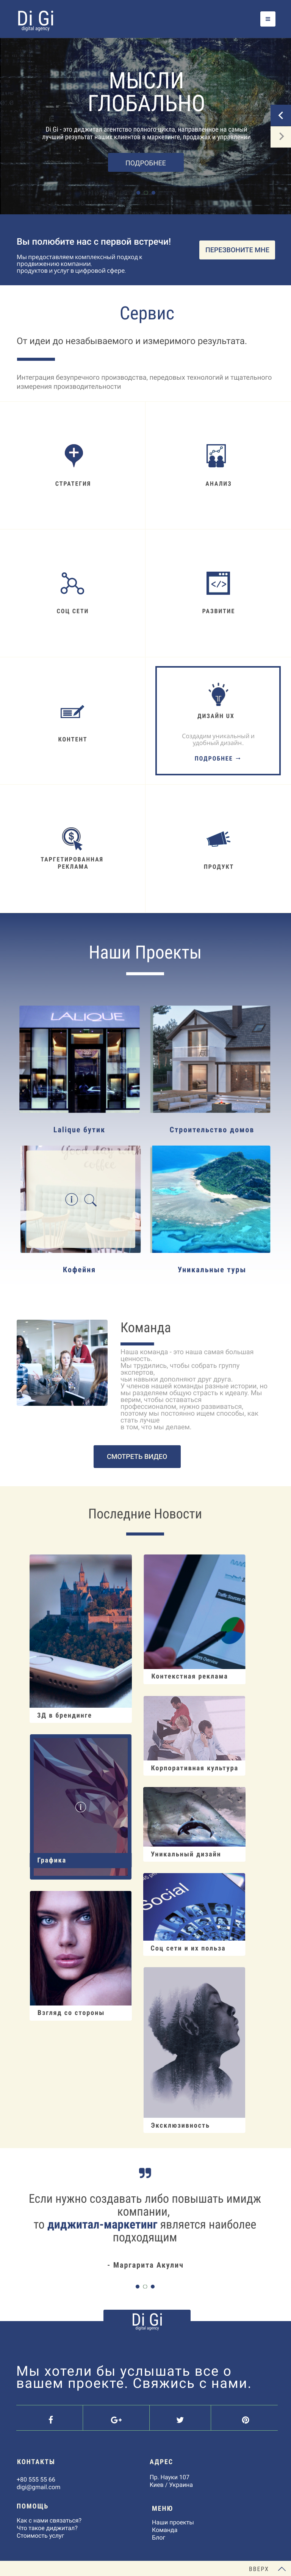 Di Gi
digital agency
МЫСЛИ
ГЛОБАЛЬНО
Di Gi - это диджитал агентство полного цикла, направленное на самый
лучший результат наших клиентов в маркетинге, продажах и управлении
ПОДРОБНЕЕ
Вы полюбите нас с первой встречи!
Мы предоставляем комплексный подход к
продвижению компании,
продуктов и услуг в цифровой сфере.
ПЕРЕЗВОНИТЕ МНЕ
Сервис
От идеи до незабываемого и измеримого результата.
Интеграция безупречного производства, передовых технологий и тщательного
измерения производительности
СТРАТЕГИЯ
АНАЛИЗ
СОЦ СЕТИ
РАЗВИТИЕ
КОНТЕНТ
ДИЗАЙН UX
Создадим уникальный и
удобный дизайн.
ПОДРОБНЕЕ →
ТАРГЕТИРОВАННАЯ
РЕКЛАМА
ПРОДУКТ
Наши Проекты
LALIQUE
Lalique бутик
Строительство домов
coffee
Кофейня
Уникальные туры
Команда
Наша команда - это наша самая большая
ценность.
Мы трудились, чтобы собрать группу
экспертов,
чьи навыки дополняют друг друга.
У членов нашей команды разные истории, но
мы разделяем общую страсть к идеалу. Мы
верим, чтобы оставаться
профессионалом, нужно развиваться,
поэтому мы постоянно ищем способы, как
стать лучше
в том, что мы делаем.
СМОТРЕТЬ ВИДЕО
Последние Новости
Контекстная реклама
3Д в брендинге
Корпоративная культура
Графика
Уникальный дизайн
Social
Соц сети и их польза
Взгляд со стороны
Эксклюзивность
Если нужно создавать либо повышать имидж
компании,
то диджитал-маркетинг является наиболее
подходящим
- Маргарита Акулич
Di Gi
digital agency
Мы хотели бы услышать все о
вашем проекте. Свяжись с нами.
КОНТАКТЫ
+80 555 55 66
digi@gmail.com
АДРЕС
Пр. Науки 107
Киев / Украина
ПОМОЩЬ
Как с нами связаться?
Что такое диджитал?
Стоимость услуг
МЕНЮ
Наши проекты
Команда
Блог
ВВЕРХ